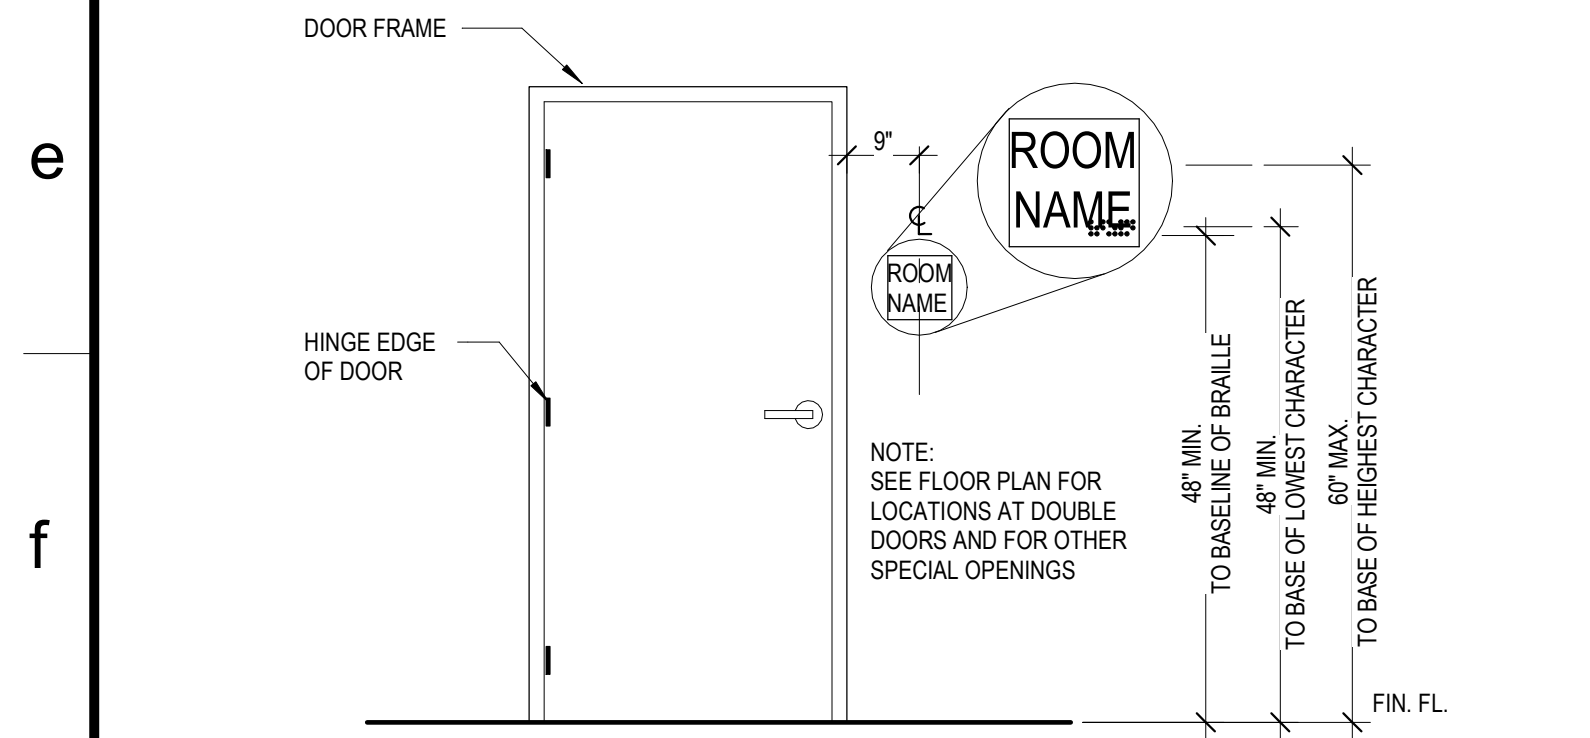 DOOR FRAME
e
9"
ROOM
NAME
℄
ROOM
NAME
HINGE EDGE
OF DOOR
NOTE:
SEE FLOOR PLAN FOR
LOCATIONS AT DOUBLE
DOORS AND FOR OTHER
SPECIAL OPENINGS
48" MIN.
TO BASELINE OF BRAILLE
48" MIN.
TO BASE OF LOWEST CHARACTER
60" MAX.
TO BASE OF HEIGHEST CHARACTER
f
FIN. FL.